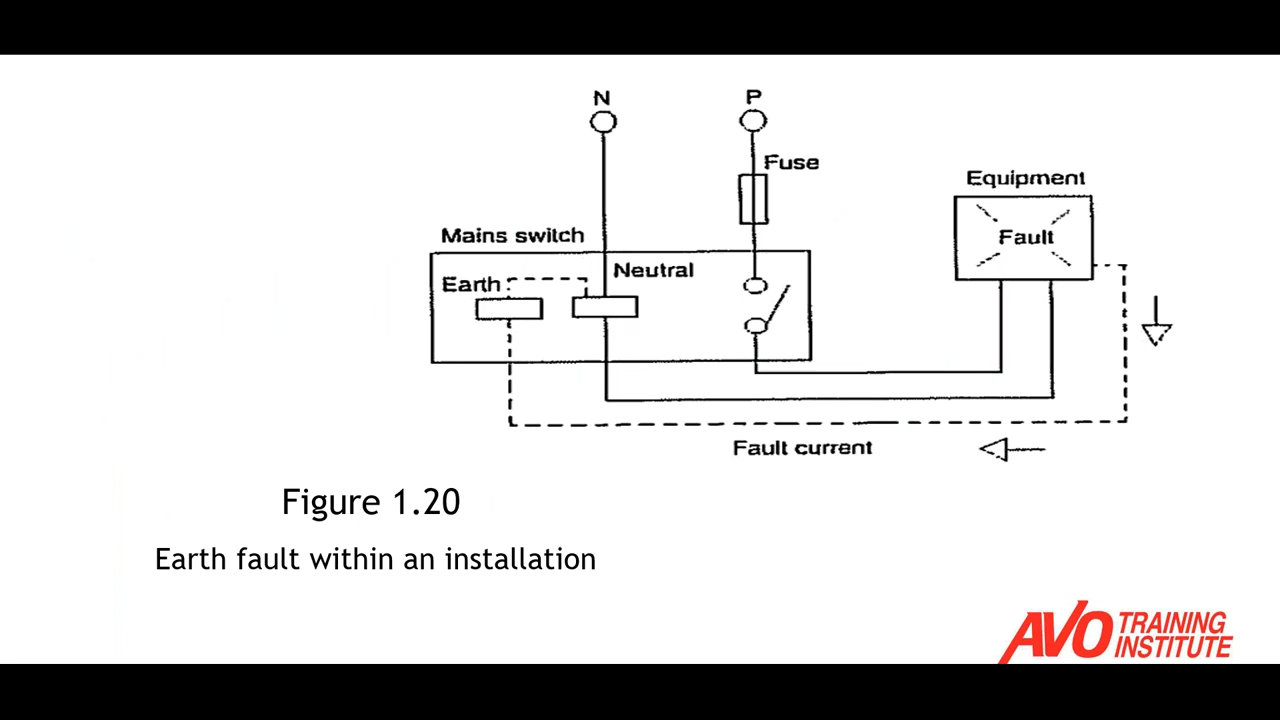 N
P
Fuse
Equipment
Fault
Mains switch
Neutral
Earth
Fault current
Figure 1.20
Earth fault within an installation
AVO TRAINING
INSTITUTE